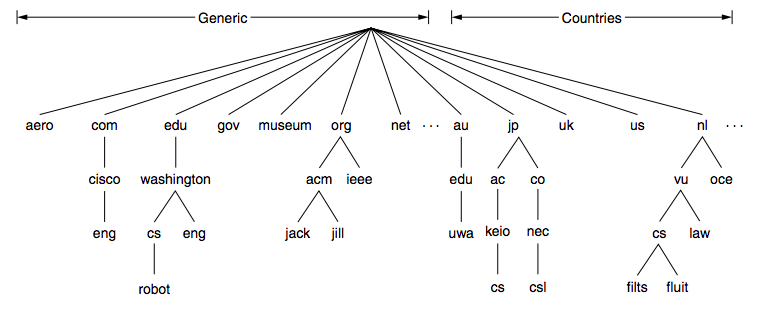 Generic Countries
aero com edu gov museum org net ··· au jp uk us nl ···
cisco washington acm ieee edu ac co vu oce
eng cs eng jack jill uwa keio nec cs law
robot cs csl filts fluit